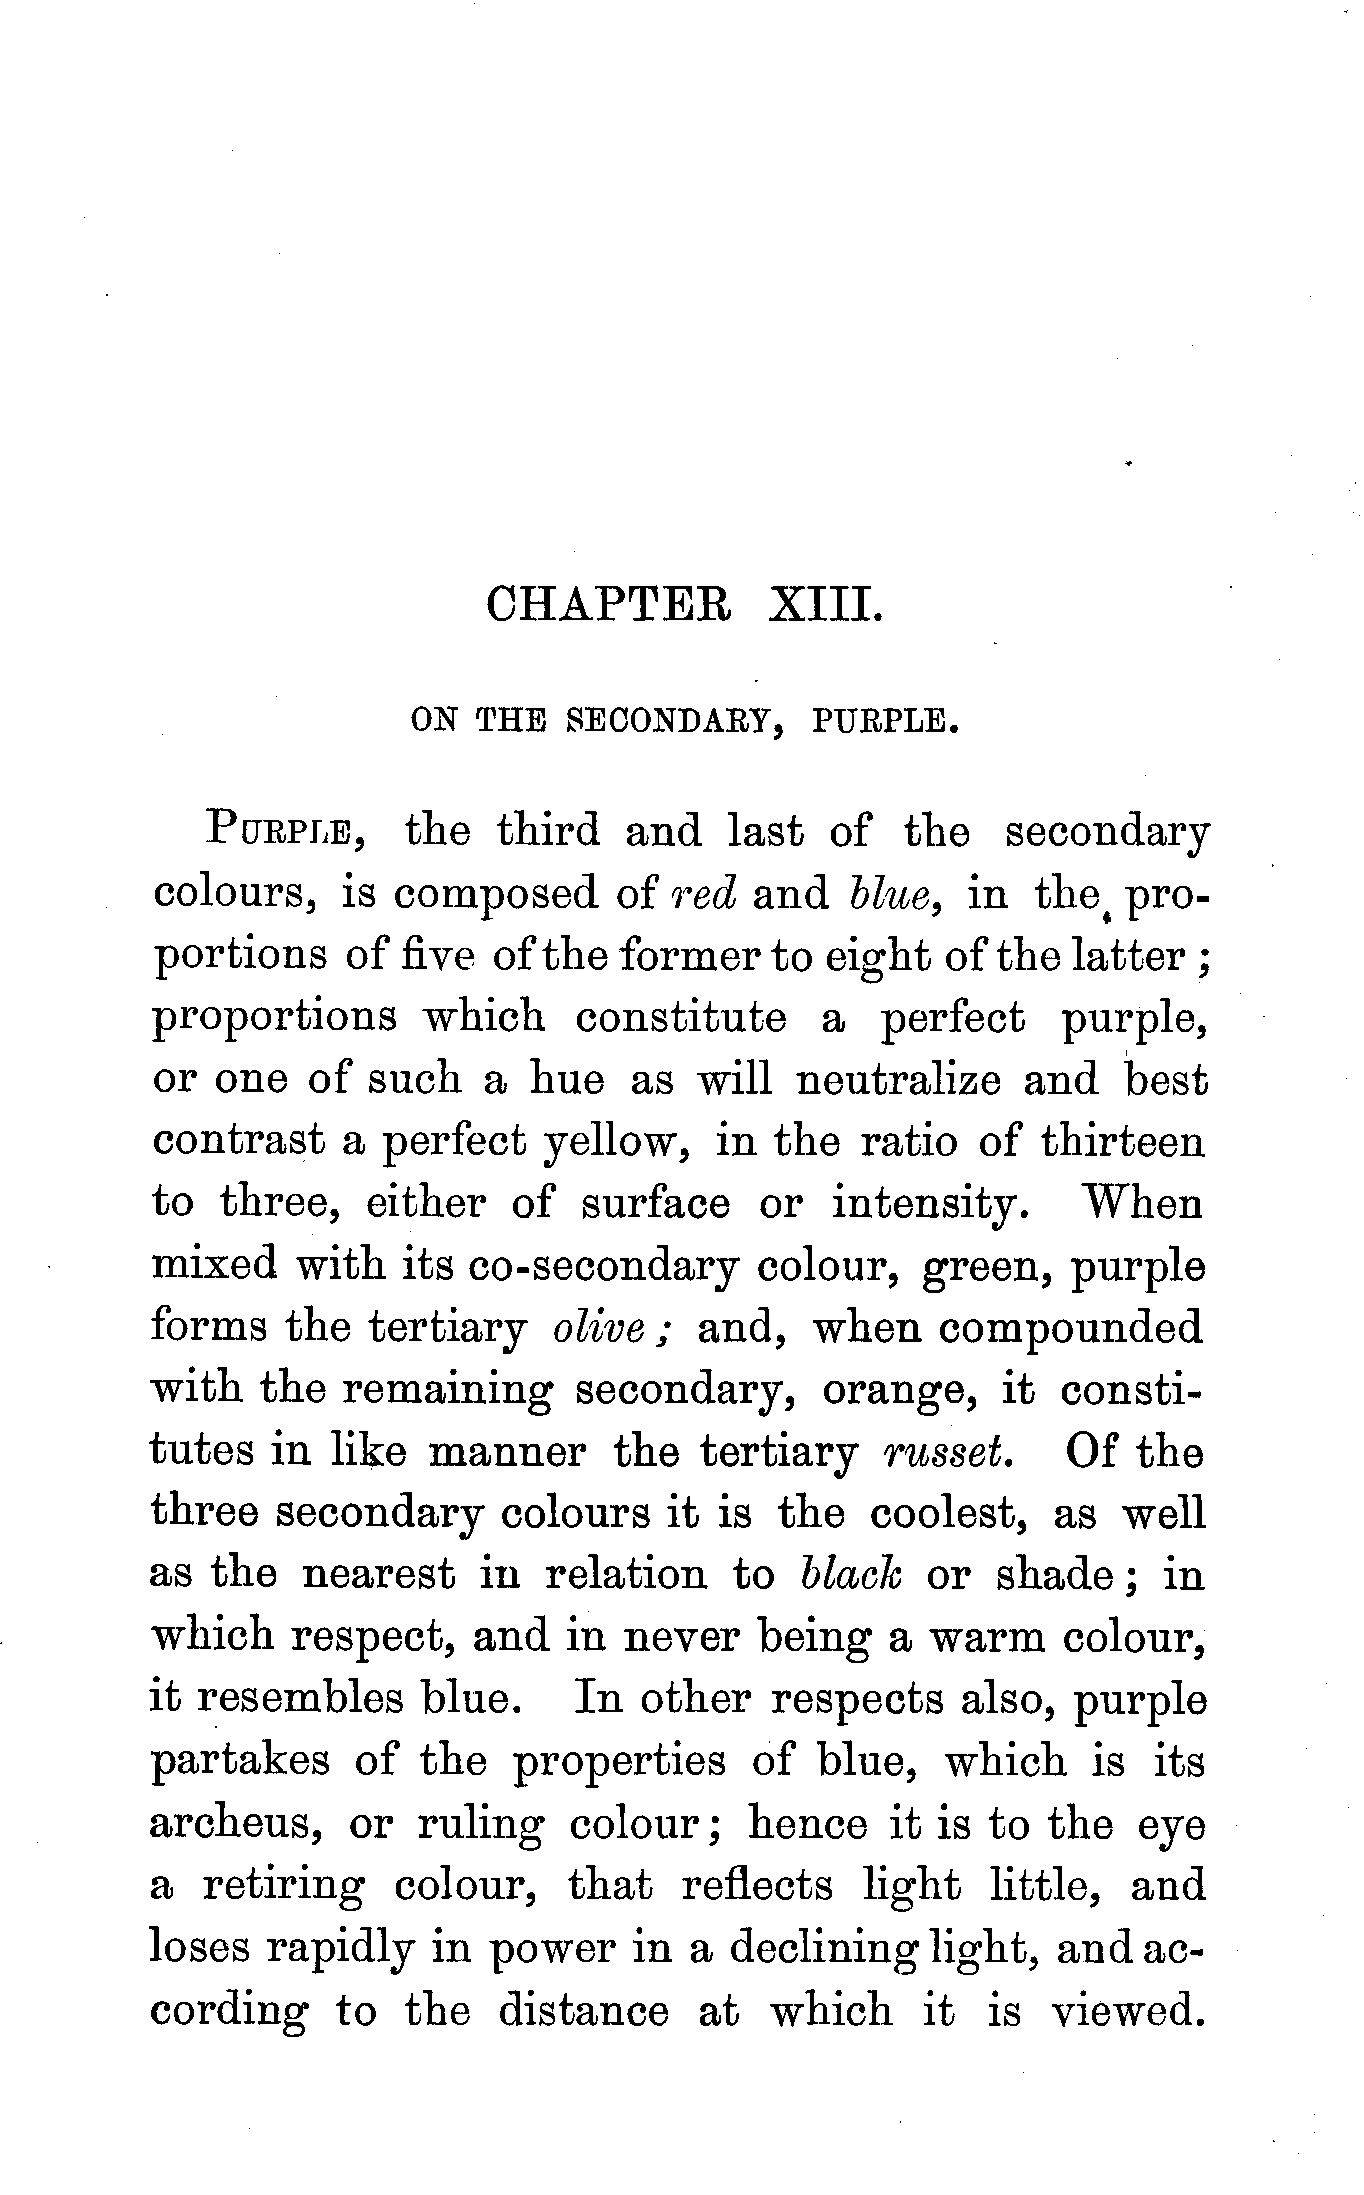 CHAPTER XIII.
ON THE SECONDARY, PURPLE.
PURPLE, the third and last of the secondary
colours, is composed of red and blue, in the pro-
portions of five of the former to eight of the latter ;
proportions which constitute a perfect purple,
or one of such a hue as will neutralize and best
contrast a perfect yellow, in the ratio of thirteen
to three, either of surface or intensity. When
mixed with its co-secondary colour, green, purple
forms the tertiary olive ; and, when compounded
with the remaining secondary, orange, it consti-
tutes in like manner the tertiary russet. Of the
three secondary colours it is the coolest, as well
as the nearest in relation to black or shade ; in
which respect, and in never being a warm colour,
it resembles blue. In other respects also, purple
partakes of the properties of blue, which is its
archeus, or ruling colour; hence it is to the eye
a retiring colour, that reflects light little, and
loses rapidly in power in a declining light, and ac-
cording to the distance at which it is viewed.